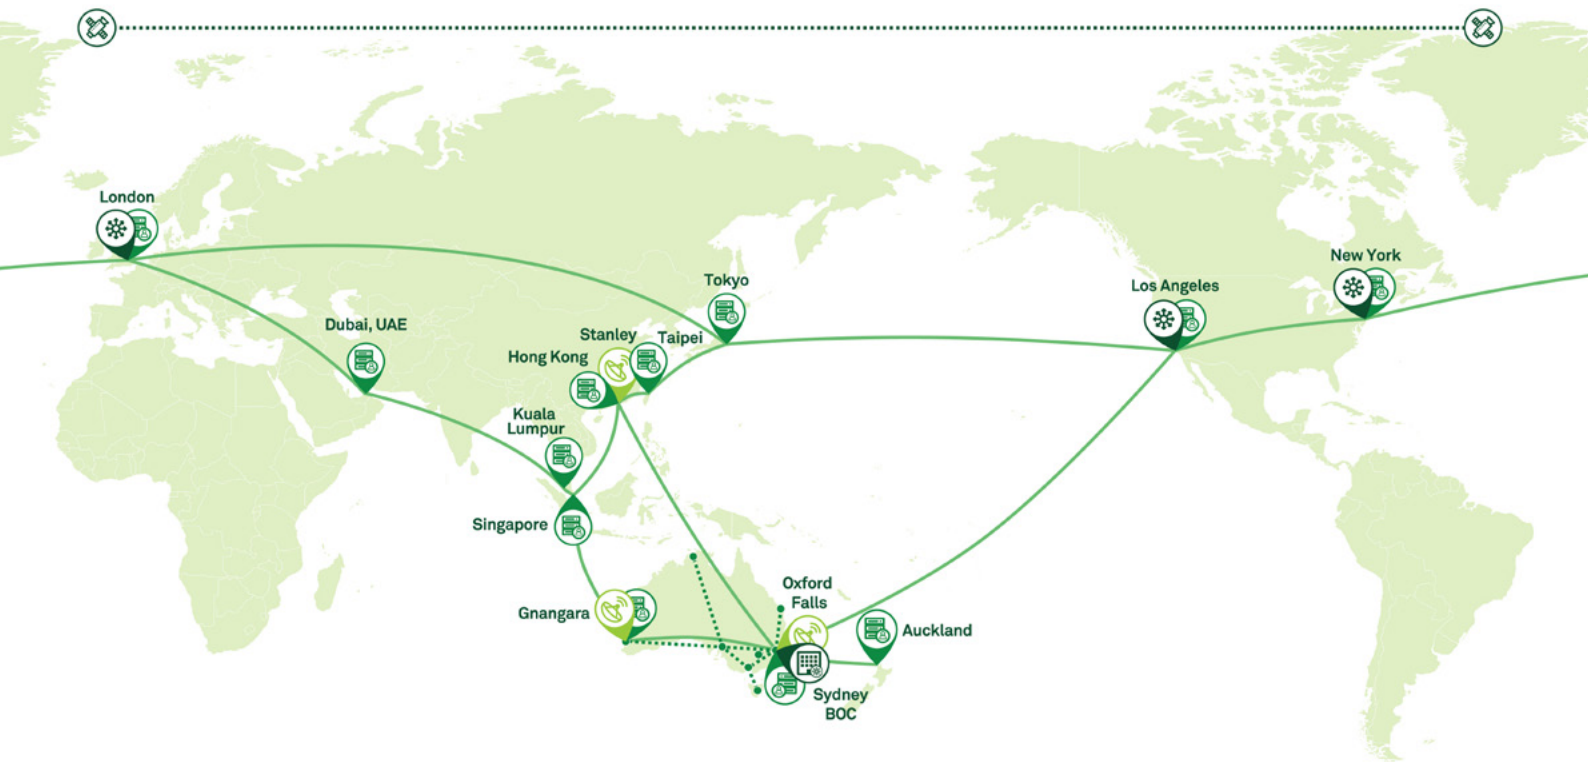 London
New York
Tokyo
Los Angeles
Dubai, UAE
Stanley
Taipei
Hong Kong
Kuala
Lumpur
Singapore
Oxford
Falls
Gnangara
Auckland
Sydney
BOC